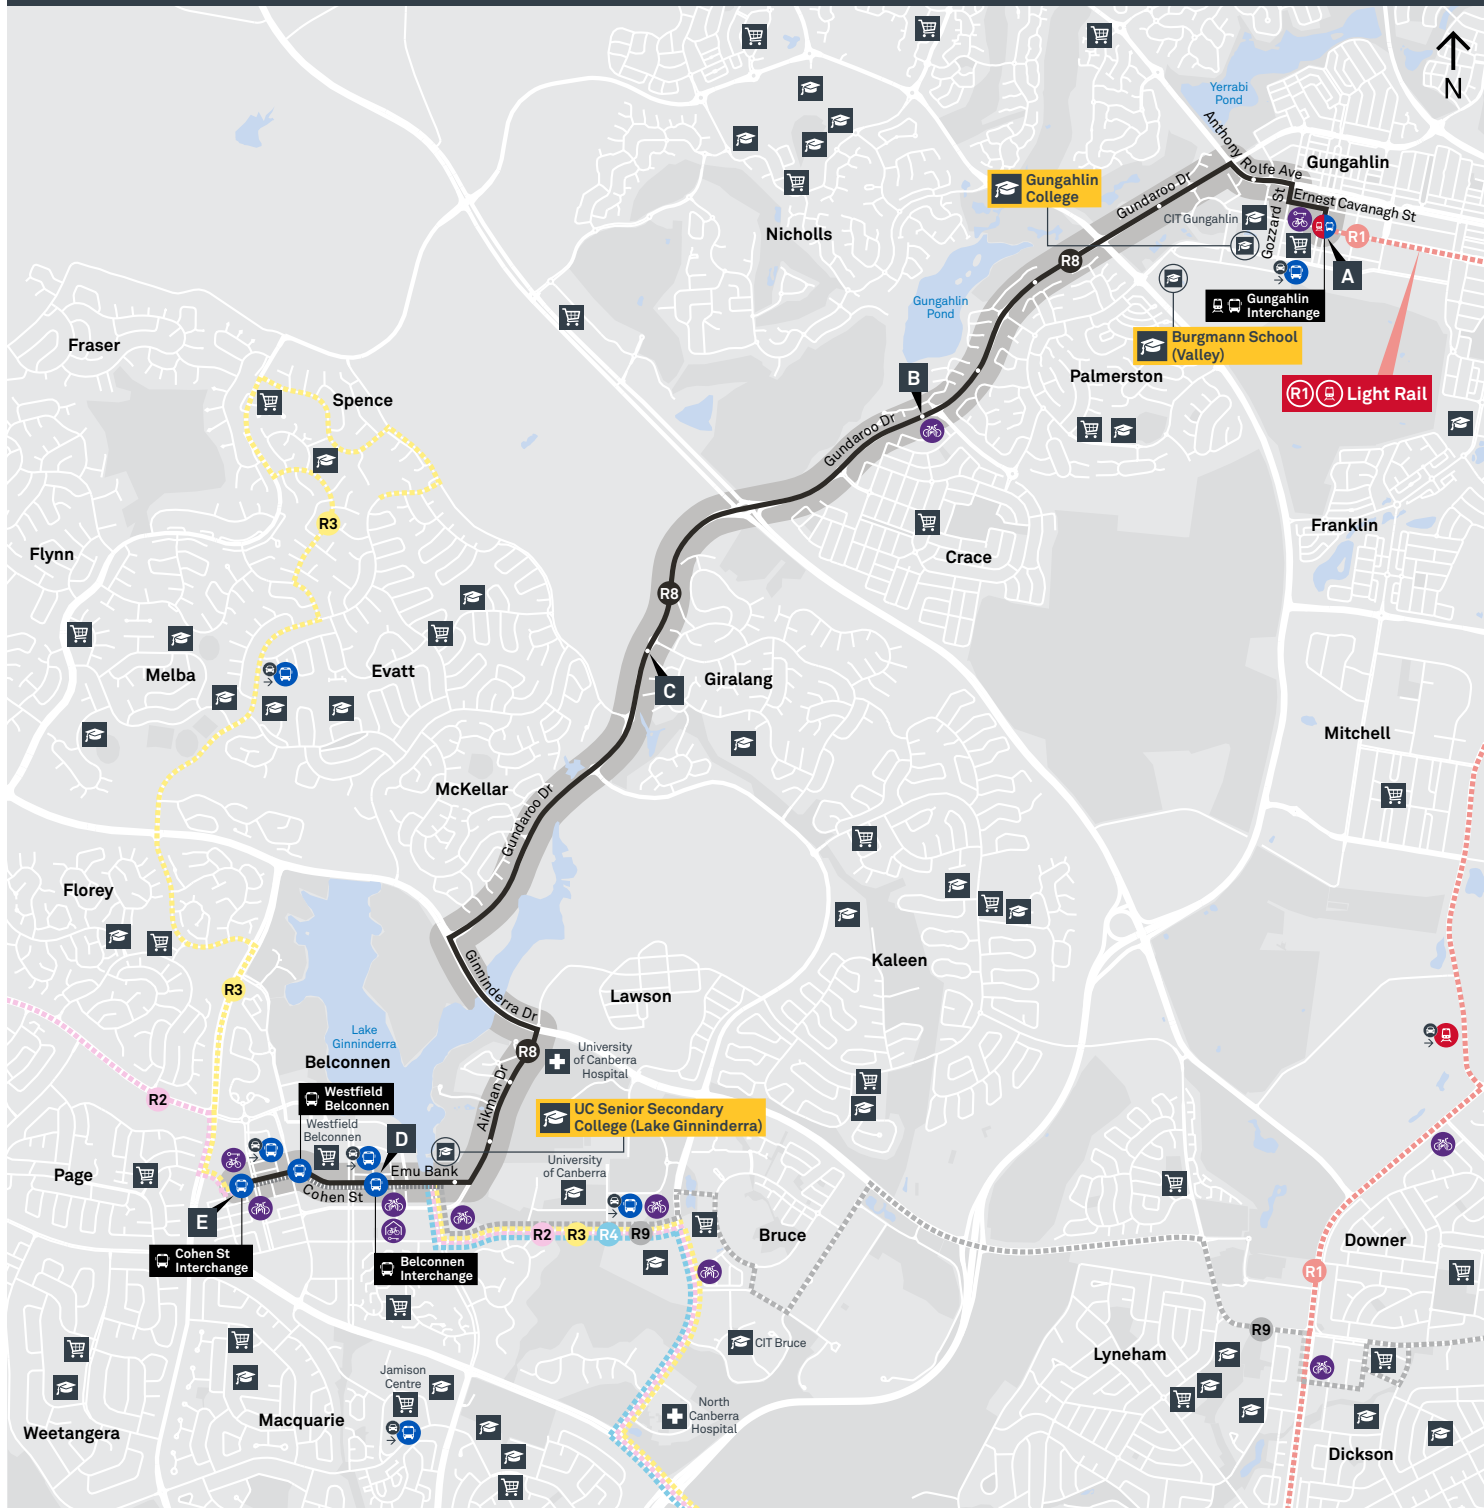 N
Yerrabi
Pond
Anthony Rolfe Ave
Gungahlin
Gungahlin
College
Gundaroo Dr
CIT Gungahlin
Gozzard St
Ernest Cavanagh St
R1
Nicholls
R8
A
Gungahlin
Interchange
Gungahlin
Pond
Burgmann School
(Valley)
Fraser
Palmerston
B
R1 Light Rail
Spence
Gundaroo Dr
R3
Franklin
Flynn
Crace
R8
Melba
Evatt
C
Giralang
Mitchell
McKellar
Gundaroo Dr
Florey
Kaleen
Ginninderra Dr
Lawson
R3
Lake
Ginninderra
Belconnen
R8
University
of Canberra
Hospital
Aikman Dr
R2
Westfield
Belconnen
UC Senior Secondary
College (Lake Ginninderra)
Westfield
Belconnen
D
University
of Canberra
Page
Emu Bank
Cohen St
E
R2
R3
R4
R9
Bruce
Downer
Cohen St
Interchange
Belconnen
Interchange
R1
R9
CIT Bruce
Lyneham
Jamison
Centre
North
Canberra
Hospital
Macquarie
Weetangera
Dickson